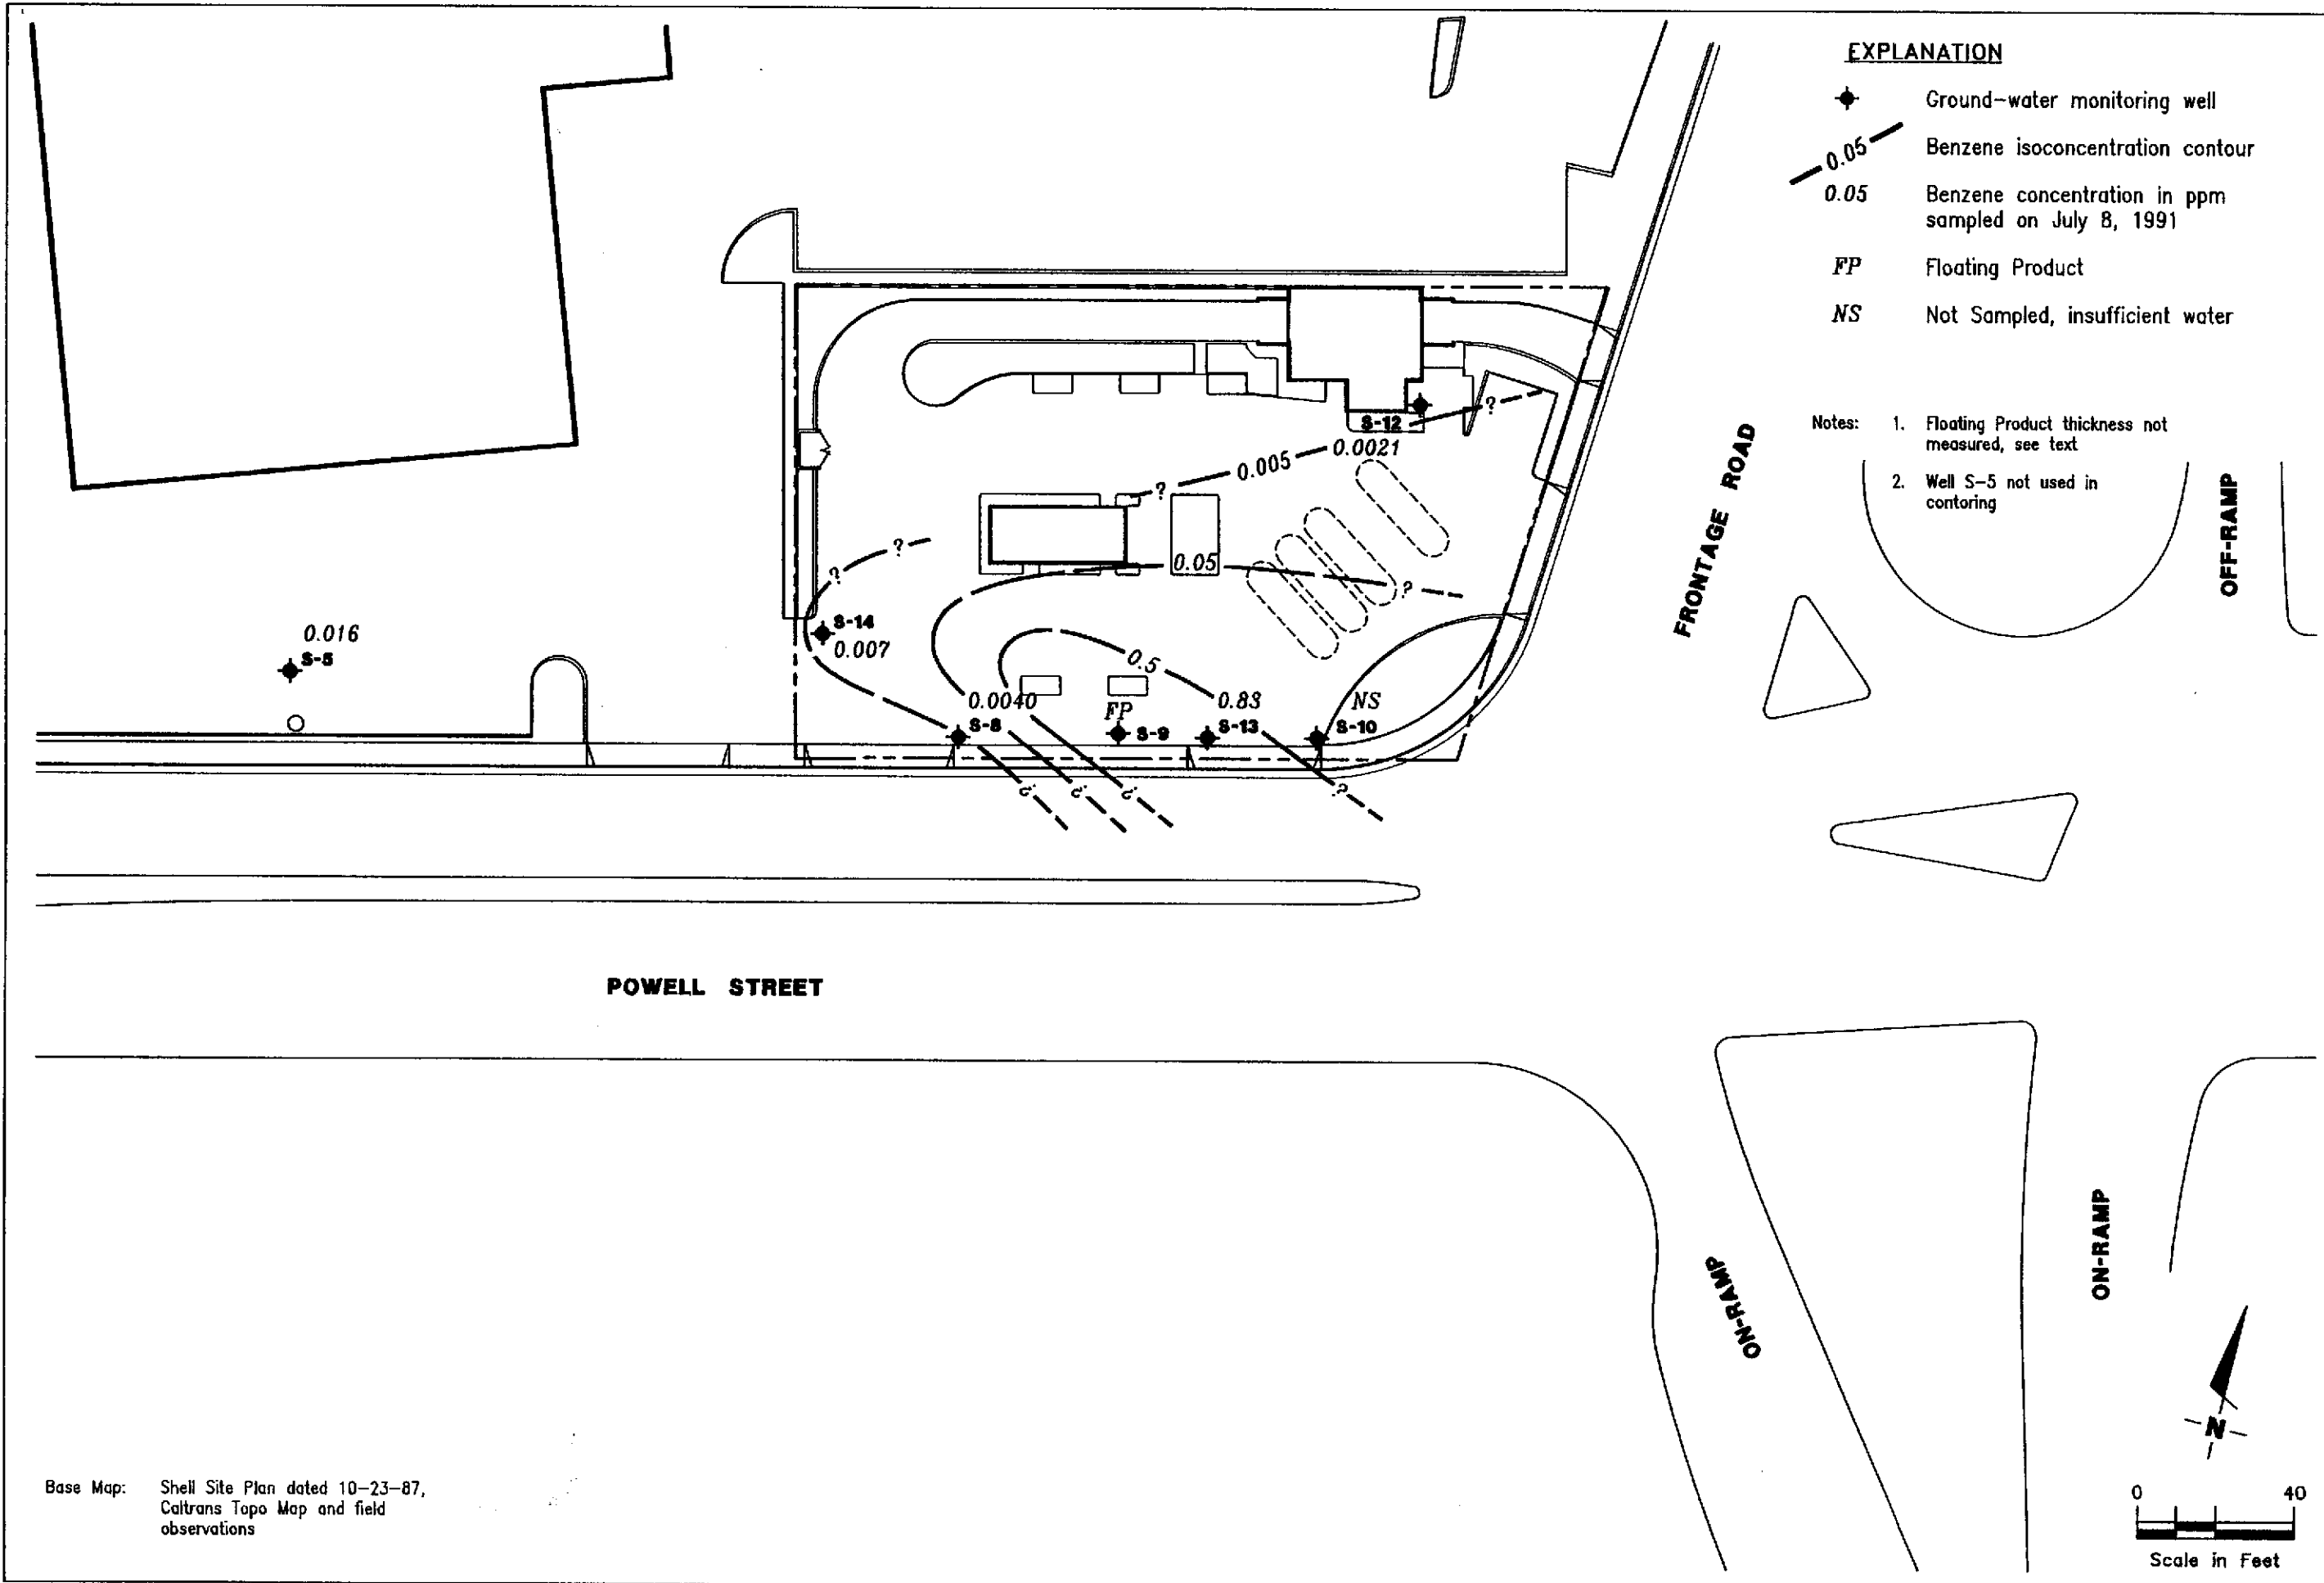 EXPLANATION
Ground-water monitoring well
0.05
Benzene isoconcentration contour
0.05
Benzene concentration in ppm
sampled on July 8, 1991
FP
Floating Product
NS
Not Sampled, insufficient water
Notes:
1. Floating Product thickness not
measured, see text
2. Well S-5 not used in
contoring
?
S-12
0.0021
0.005
?
?
?
0.05
?
S-14
0.007
0.016
S-5
0.5
0.0040
FP
0.83
NS
S-8
S-9
S-13
S-10
?
?
?
?
FRONTAGE ROAD
OFF-RAMP
POWELL STREET
ON-RAMP
ON-RAMP
N
Base Map:
Shell Site Plan dated 10-23-87,
Caltrans Topo Map and field
observations
0 40
Scale in Feet